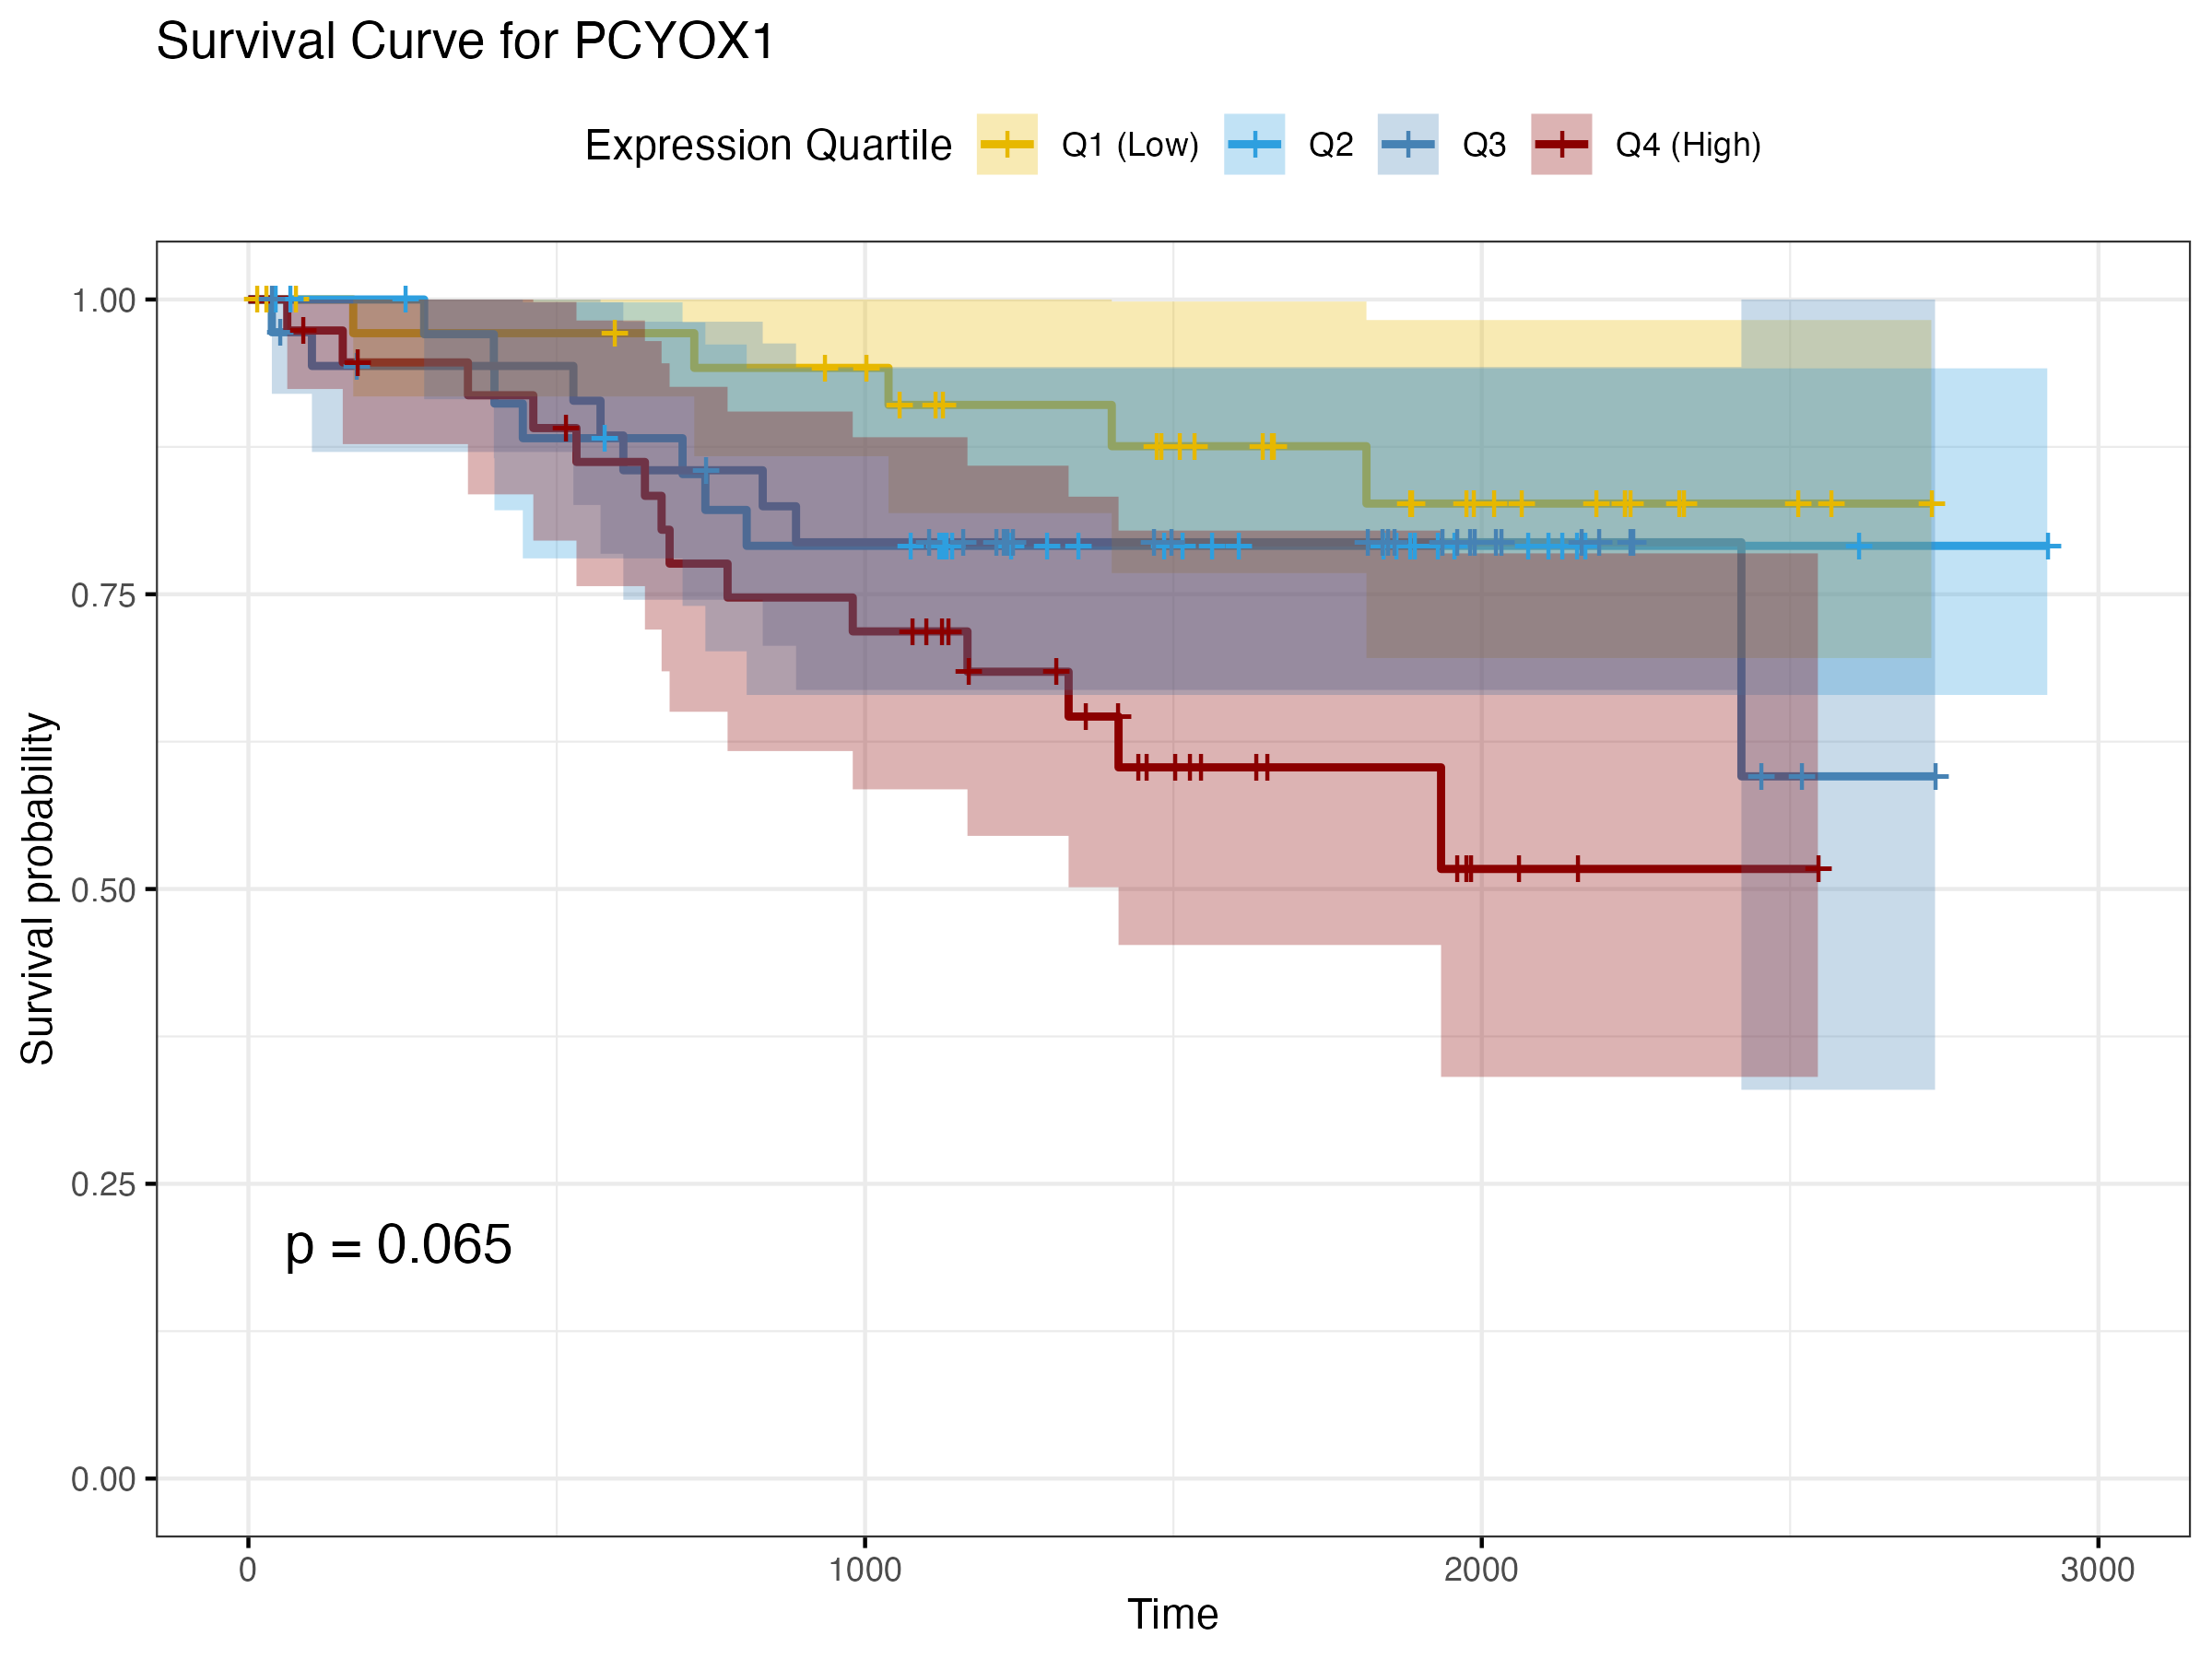 Survival Curve for PCYOX1
Expression Quartile Q1 (Low) Q2 Q3 Q4 (High)
Survival probability
1.00
0.75
0.50
0.25
0.00
p = 0.065
0 1000 2000 3000
Time